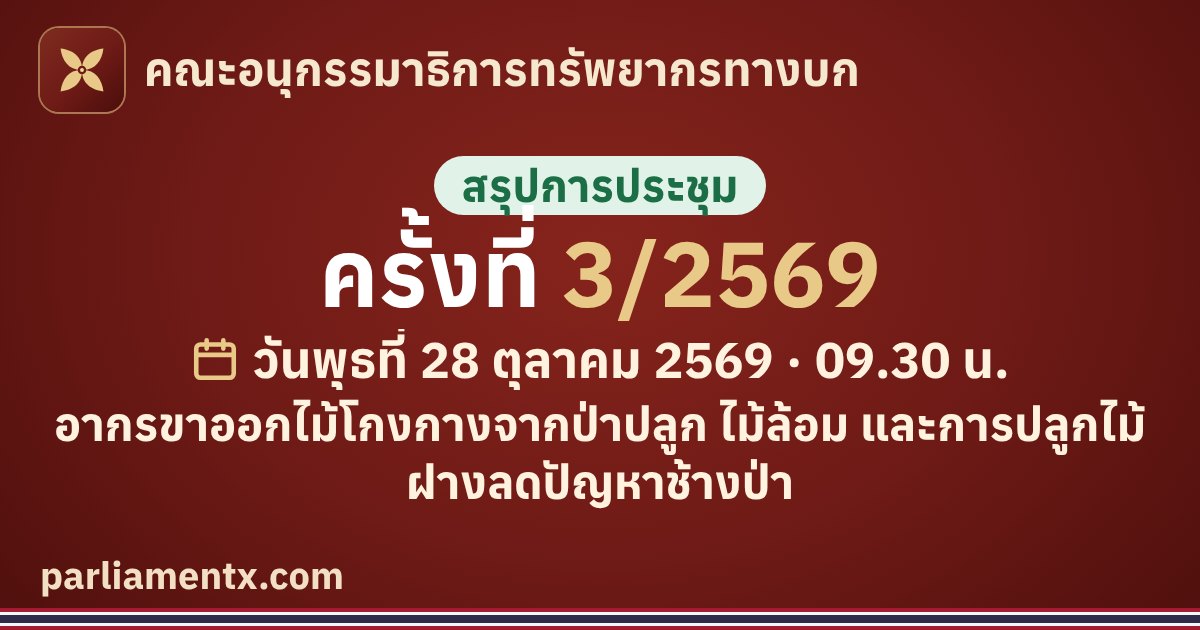 คณะอนุกรรมาธิการทรัพยากรทางบก
สรุปการประชุม
ครั้งที่ 3/2569
วันพุธที่ 28 ตุลาคม 2569 · 09.30 น.
อากรขาออกไม้โกงกางจากป่าปลูก ไม้ล้อม และการปลูกไม้
ฝางลดปัญหาช้างป่า
parliamentx.com